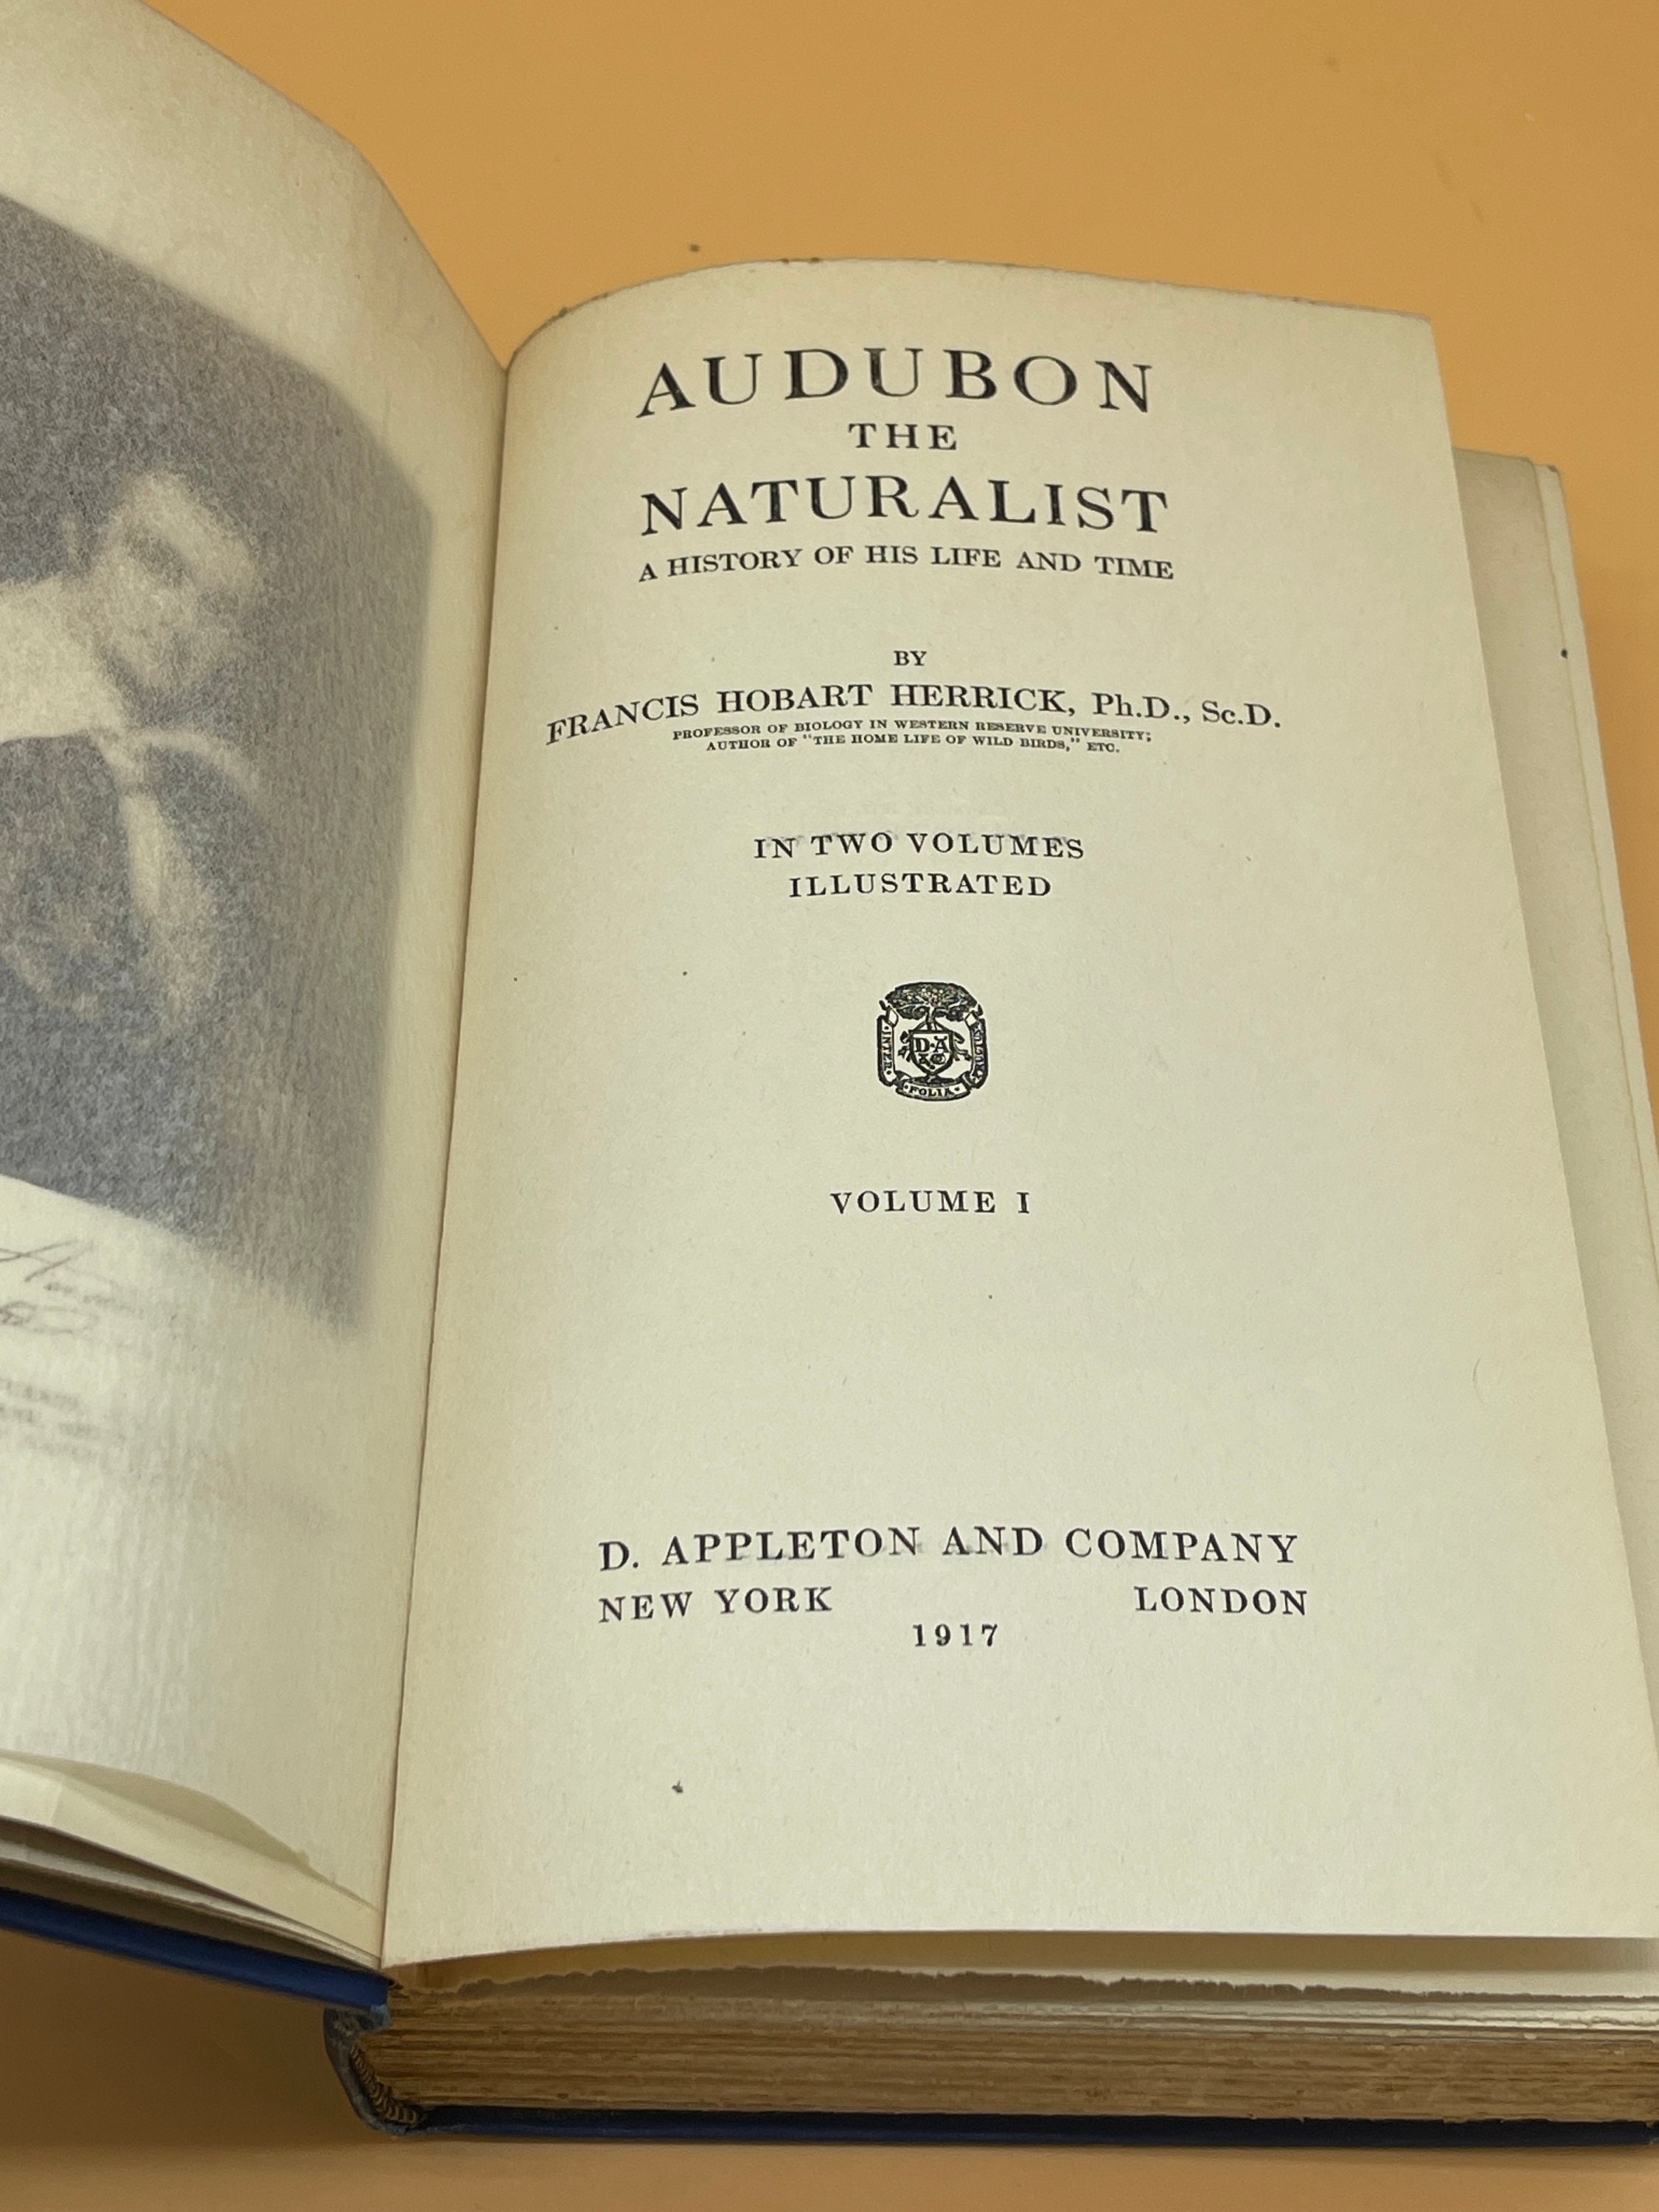 AUDUBON
THE
NATURALIST
A HISTORY OF HIS LIFE AND TIME
BY
FRANCIS HOBART HERRICK, Ph.D., Sc.D.
PROFESSOR OF BIOLOGY IN WESTERN RESERVE UNIVERSITY;
AUTHOR OF "THE HOME LIFE OF WILD BIRDS," ETC.
IN TWO VOLUMES
ILLUSTRATED
D·A
INTER
FOLIA
VOLUME I
D. APPLETON AND COMPANY
NEW YORK LONDON
1917